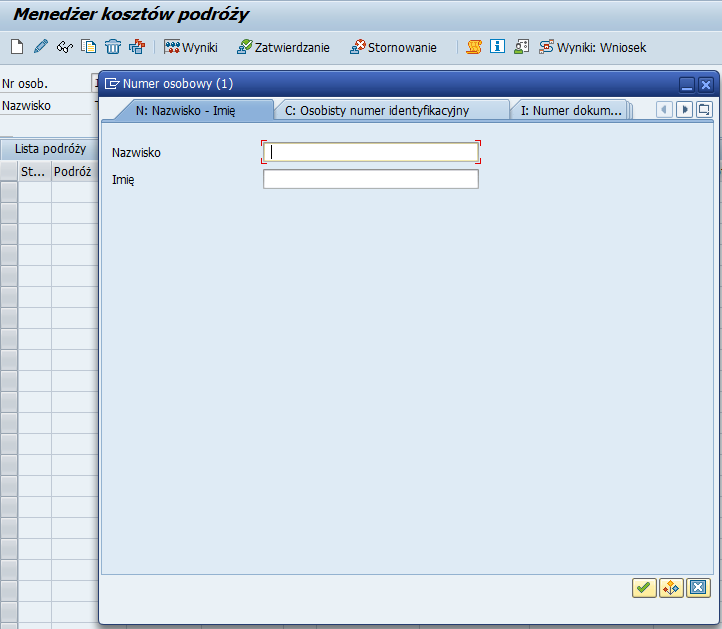 Menedżer kosztów podróży
Wyniki Zatwierdzanie Stornowanie Wyniki: Wniosek
Nr osob.
Nazwisko
Numer osobowy (1)
N: Nazwisko - Imię C: Osobisty numer identyfikacyjny I: Numer dokum...
Lista podróży
St... Podróż
Nazwisko
Imię